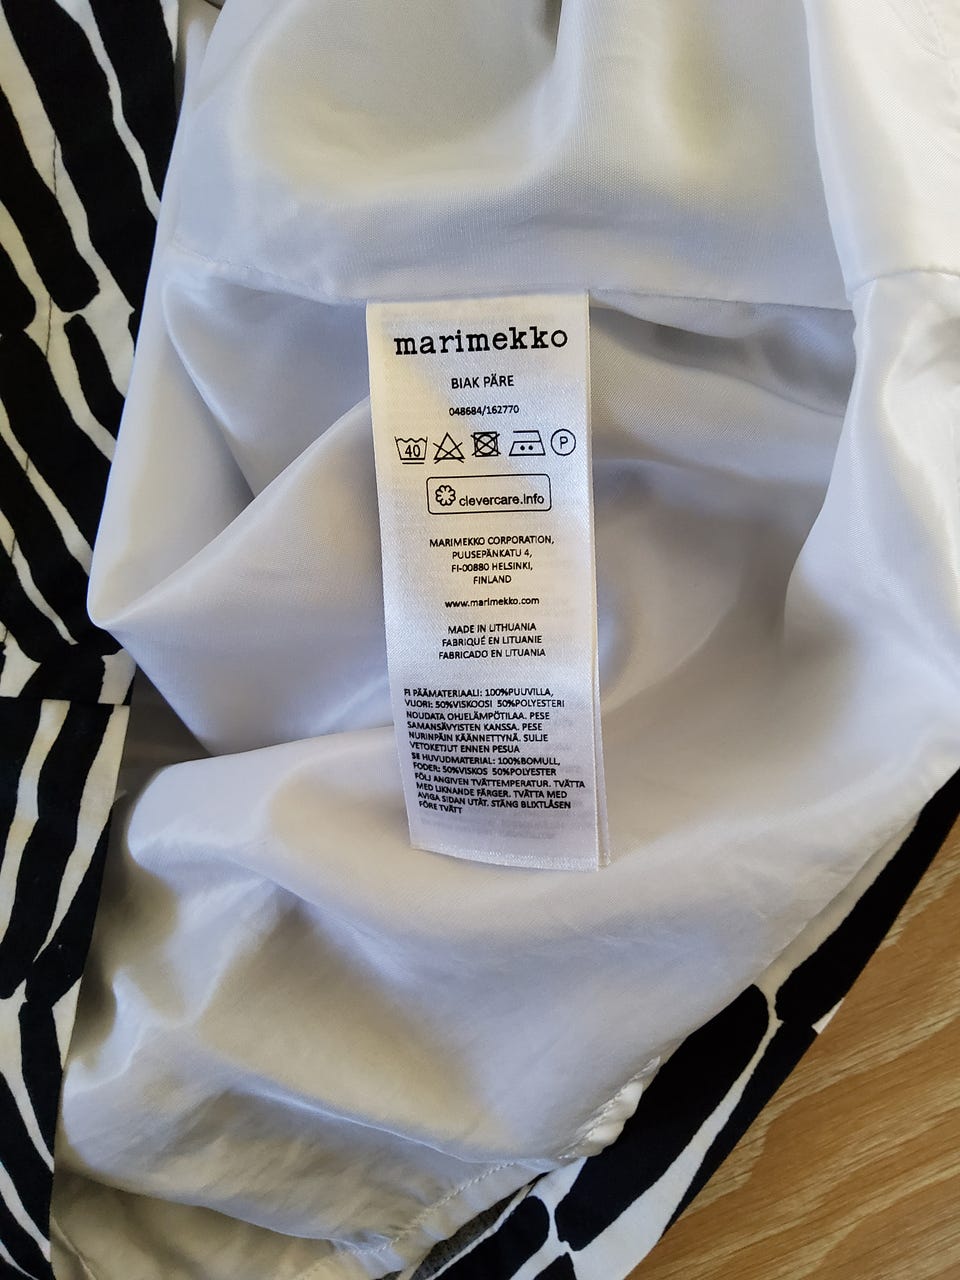 marimekko
BIAK PÄRE
048684/162770
40 P
clevercare.info
MARIMEKKO CORPORATION,
PUUSEPÄNKATU 4,
FI-00880 HELSINKI,
FINLAND
www.marimekko.com
MADE IN LITHUANIA
FABRIQUÉ EN LITUANIE
FABRICADO EN LITUANIA
FI PÄÄMATERIAALI: 100%PUUVILLA,
VUORI: 50%VISKOOSI 50%POLYESTERI
NOUDATA OHJELÄMPÖTILAA. PESE
SAMANSÄVYISTEN KANSSA. PESE
NURINPÄIN KÄÄNNETTYNÄ. SULJE
VETOKETJUT ENNEN PESUA
SE HUVUDMATERIAL: 100%BOMULL,
FODER: 50%VISKOS 50%POLYESTER
FÖLJ ANGIVEN TVÄTTEMPERATUR. TVÄTTA
MED LIKNANDE FÄRGER. TVÄTTA MED
AVIGA SIDAN UTÅT. STÄNG BLIXTLÅSEN
FÖRE TVÄTT